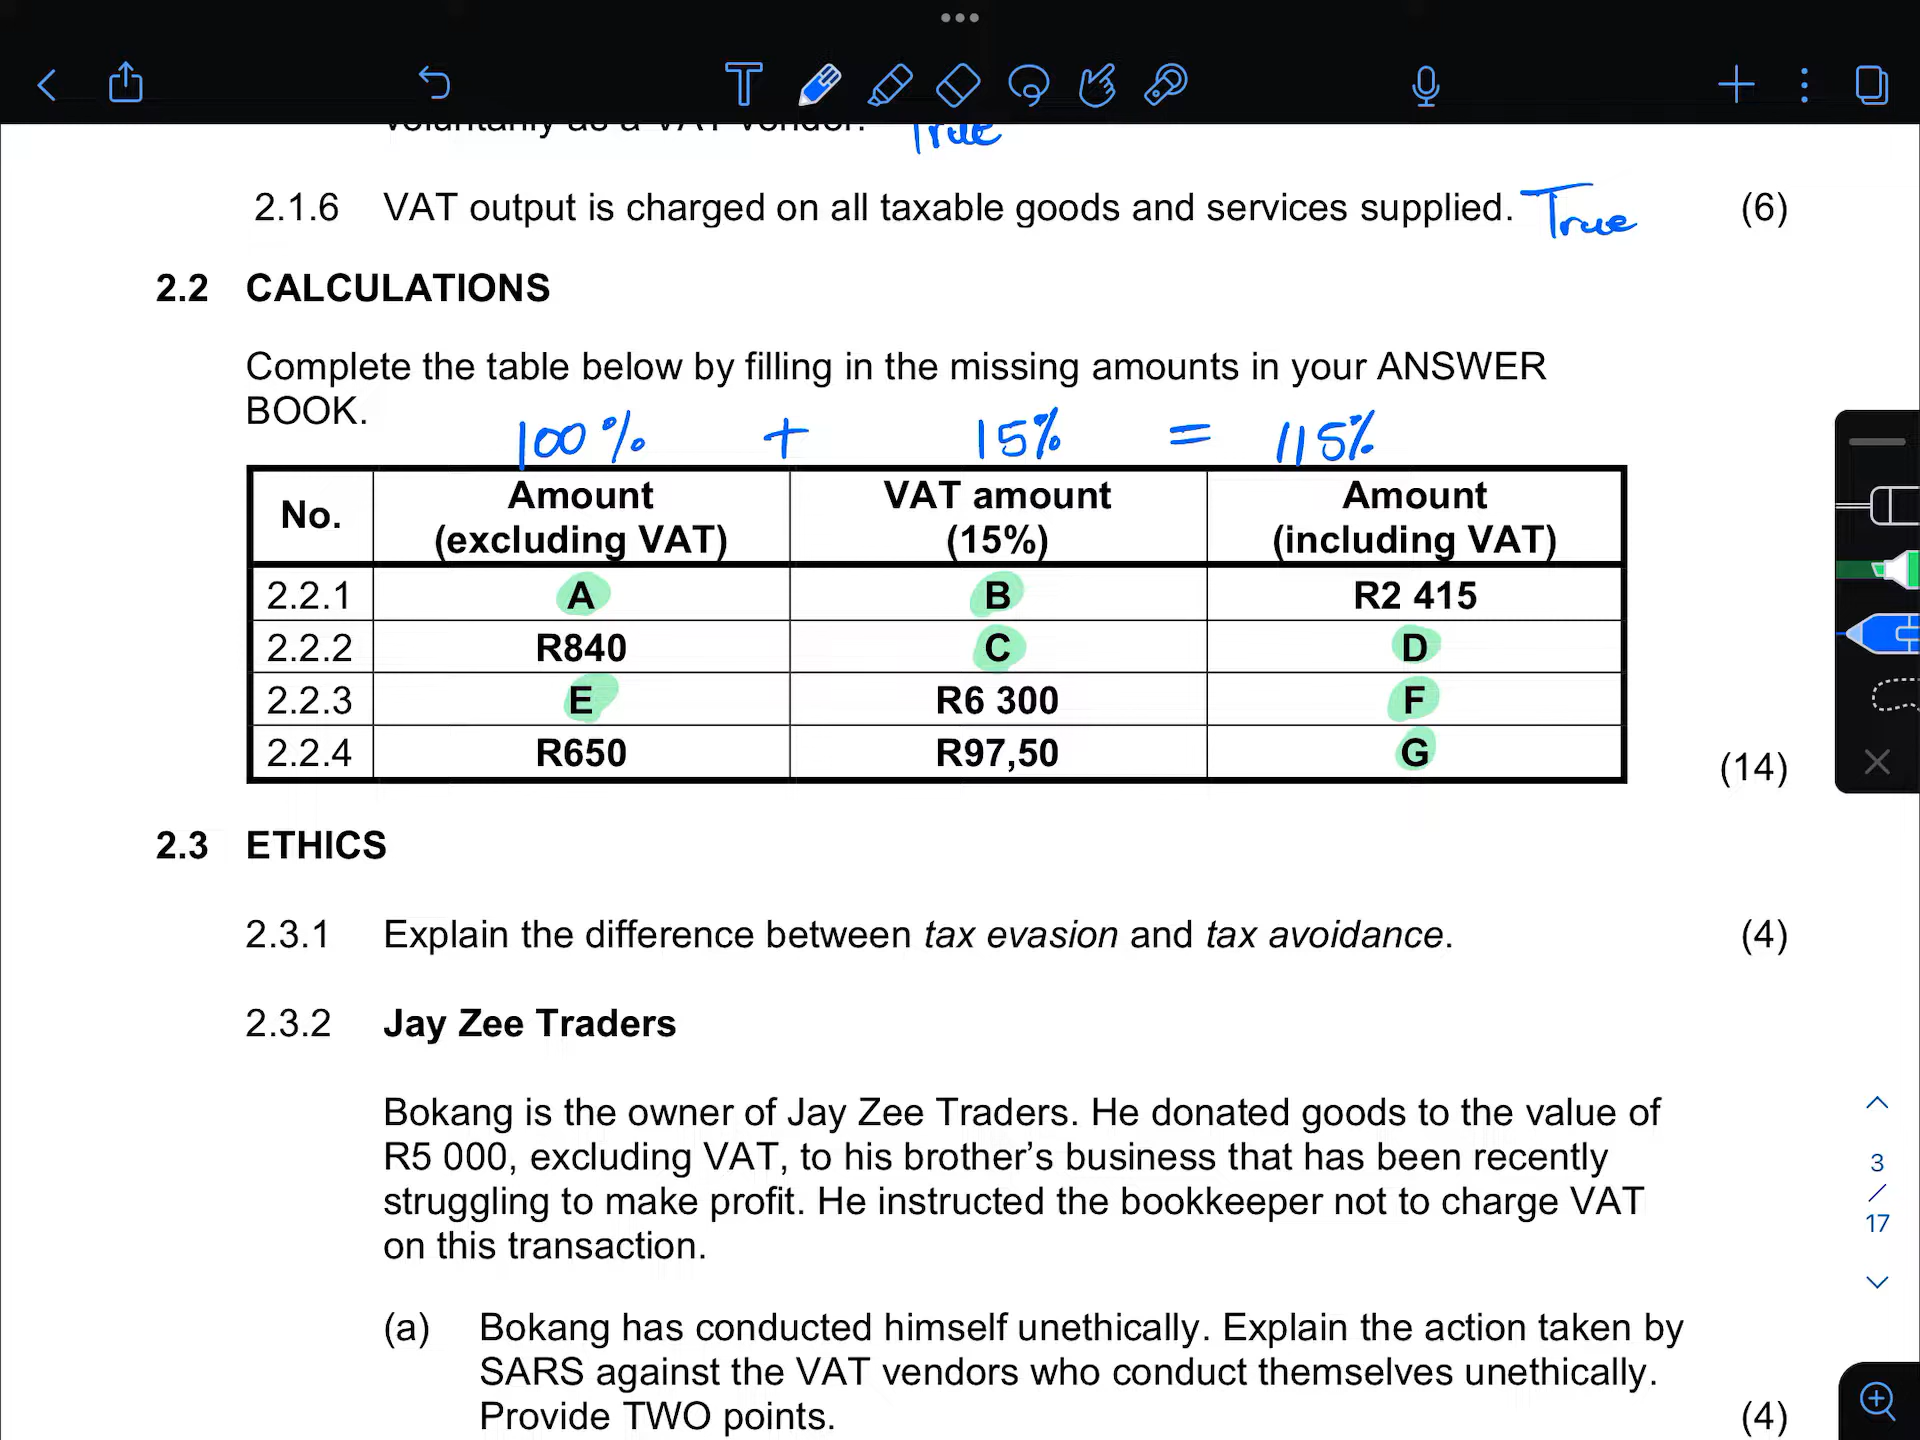 voluntarily as a VAT vendor. True
2.1.6 VAT output is charged on all taxable goods and services supplied. True (6)
2.2 CALCULATIONS
Complete the table below by filling in the missing amounts in your ANSWER
BOOK.
100% + 15% = 115%
No. Amount (excluding VAT) VAT amount (15%) Amount (including VAT)
2.2.1 A B R2 415
2.2.2 R840 C D
2.2.3 E R6 300 F
2.2.4 R650 R97,50 G
(14)
2.3 ETHICS
2.3.1 Explain the difference between tax evasion and tax avoidance. (4)
2.3.2 Jay Zee Traders
Bokang is the owner of Jay Zee Traders. He donated goods to the value of
R5 000, excluding VAT, to his brother’s business that has been recently
struggling to make profit. He instructed the bookkeeper not to charge VAT
on this transaction.
(a) Bokang has conducted himself unethically. Explain the action taken by
SARS against the VAT vendors who conduct themselves unethically.
Provide TWO points. (4)
3
/
17